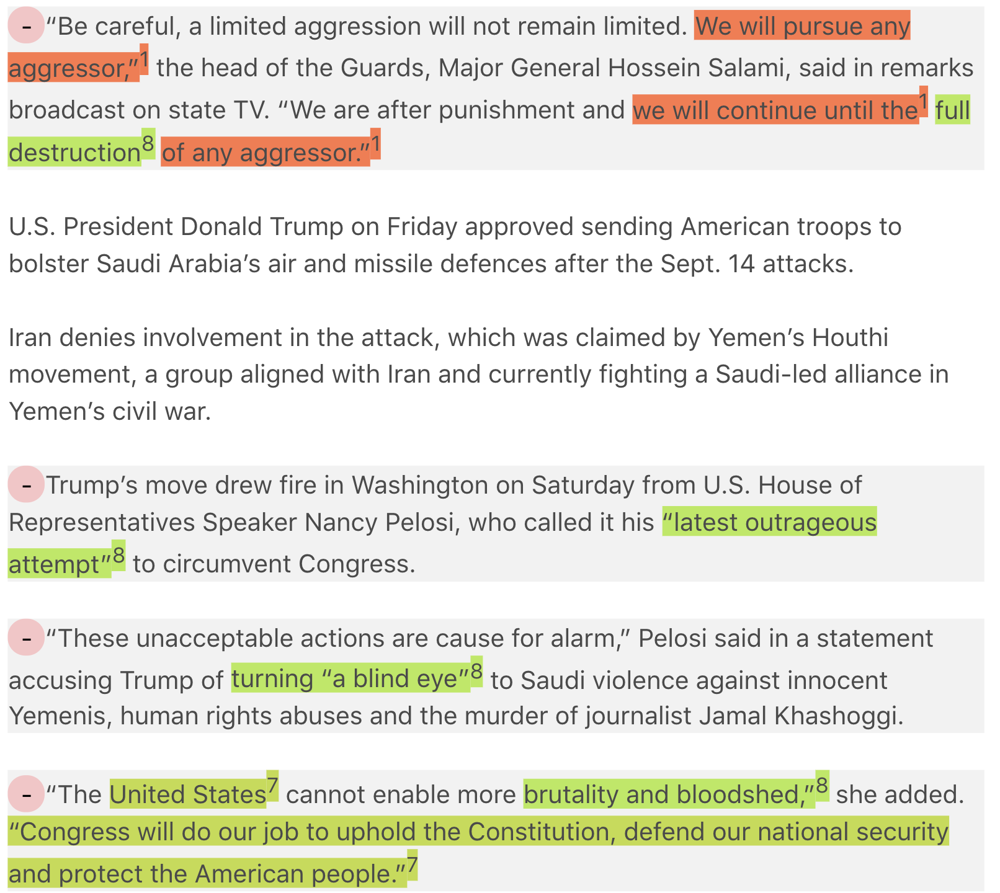 - “Be careful, a limited aggression will not remain limited. We will pursue any
aggressor,”1 the head of the Guards, Major General Hossein Salami, said in remarks
broadcast on state TV. “We are after punishment and we will continue until the1 full
destruction8 of any aggressor.”1
U.S. President Donald Trump on Friday approved sending American troops to
bolster Saudi Arabia’s air and missile defences after the Sept. 14 attacks.
Iran denies involvement in the attack, which was claimed by Yemen’s Houthi
movement, a group aligned with Iran and currently fighting a Saudi-led alliance in
Yemen’s civil war.
- Trump’s move drew fire in Washington on Saturday from U.S. House of
Representatives Speaker Nancy Pelosi, who called it his “latest outrageous
attempt”8 to circumvent Congress.
- “These unacceptable actions are cause for alarm,” Pelosi said in a statement
accusing Trump of turning “a blind eye”8 to Saudi violence against innocent
Yemenis, human rights abuses and the murder of journalist Jamal Khashoggi.
- “The United States7 cannot enable more brutality and bloodshed,”8 she added.
“Congress will do our job to uphold the Constitution, defend our national security
and protect the American people.”7